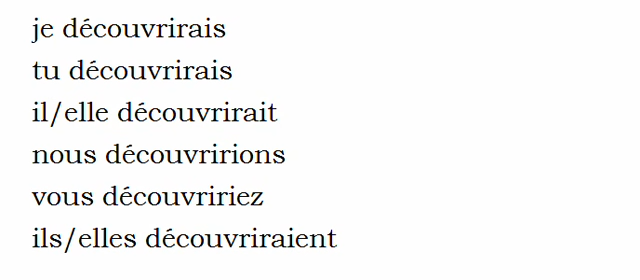 je découvrirais
tu découvrirais
il/elle découvrirait
nous découvririons
vous découvririez
ils/elles découvriraient